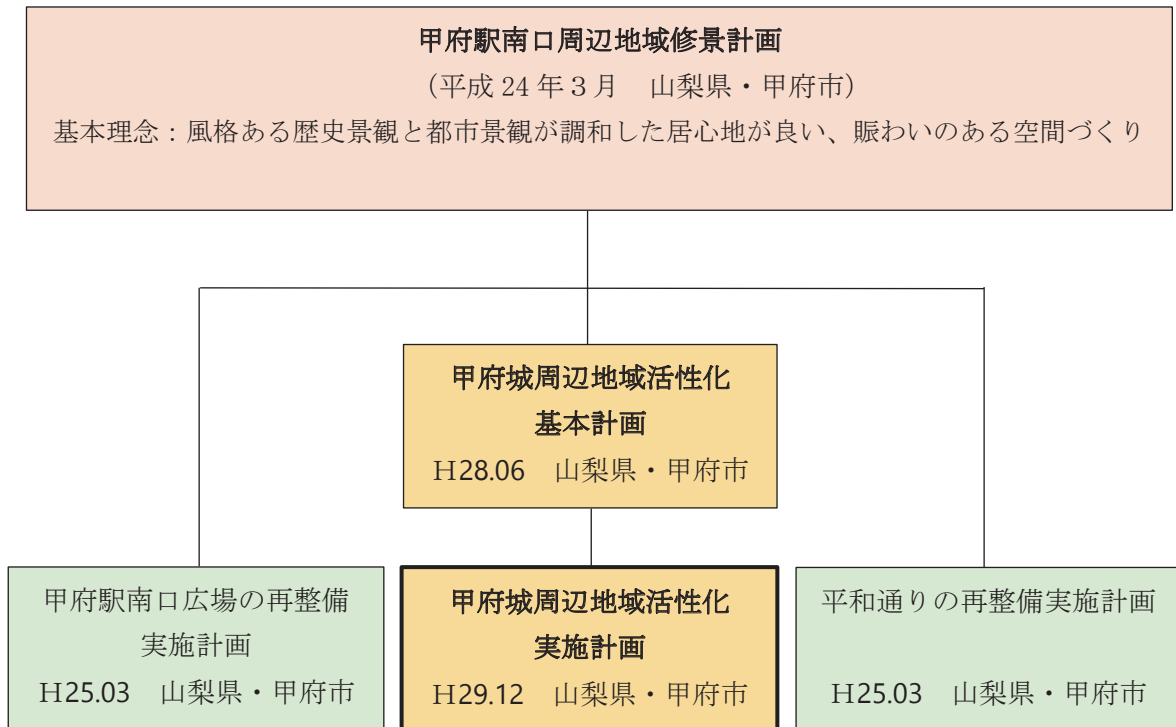 甲府駅南口周辺地域修景計画
（平成 24 年３月　山梨県・甲府市）
基本理念：風格ある歴史景観と都市景観が調和した居心地が良い、賑わいのある空間づくり
甲府城周辺地域活性化
基本計画
H28.06　山梨県・甲府市
甲府駅南口広場の再整備
実施計画
H25.03　山梨県・甲府市
甲府城周辺地域活性化
実施計画
H29.12　山梨県・甲府市
平和通りの再整備実施計画
H25.03　山梨県・甲府市